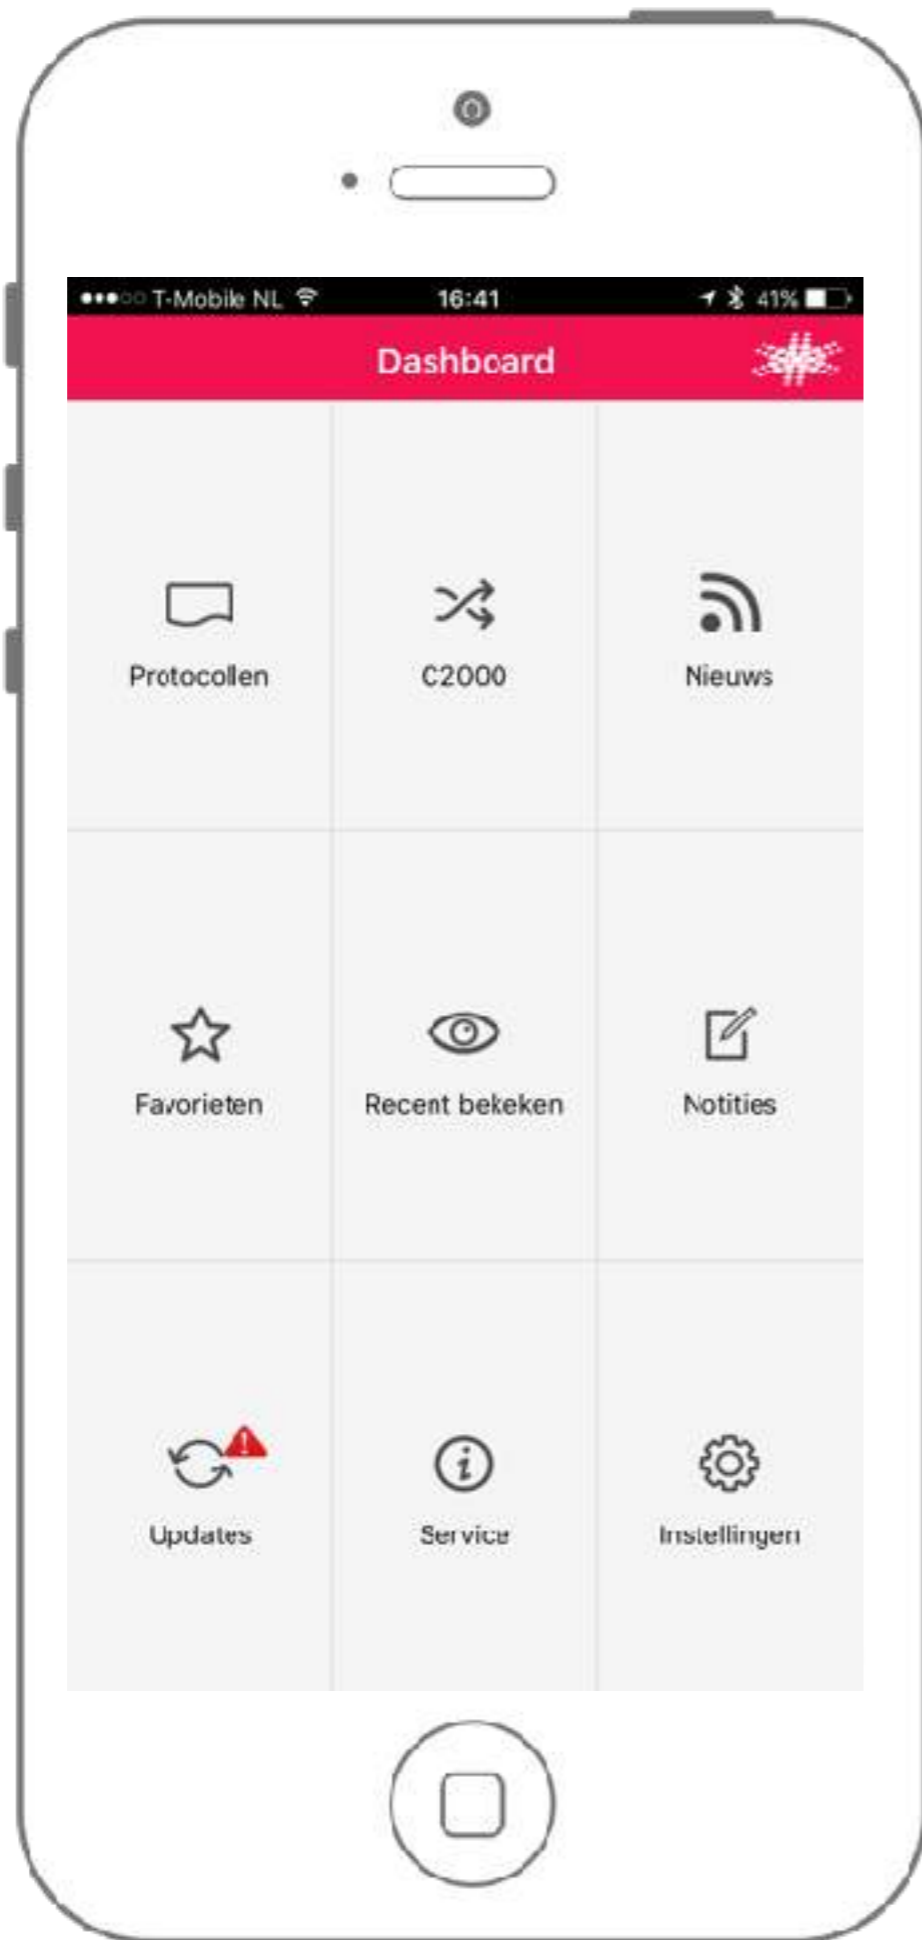 T-Mobile NL 16:41 41%
Dashboard
Protocollen C2000 Nieuws
Favorieten Recent bekeken Notities
Updates Service Instellingen